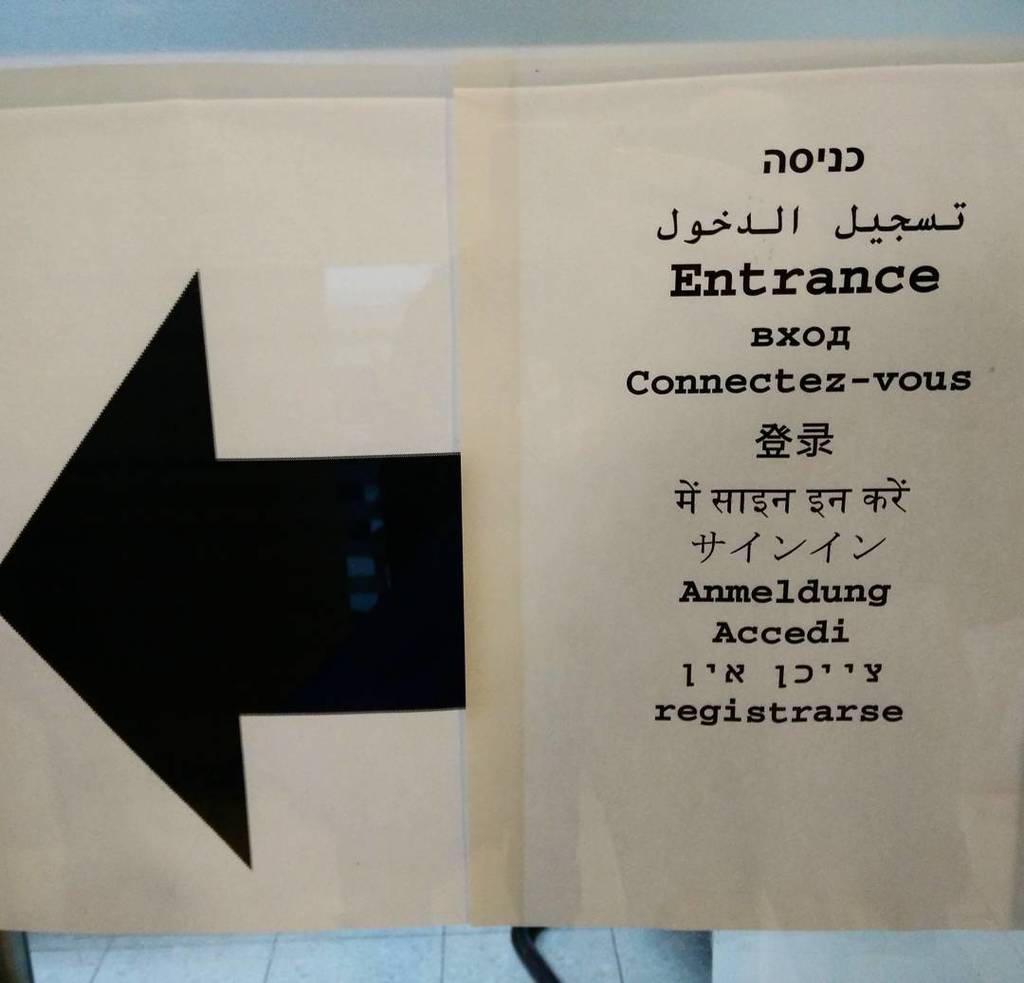 כניסה
تسجيل الدخول
Entrance
вход
Connectez-vous
登录
में साइन इन करें
サインイン
Anmeldung
Accedi
צייכן אין
registrarse